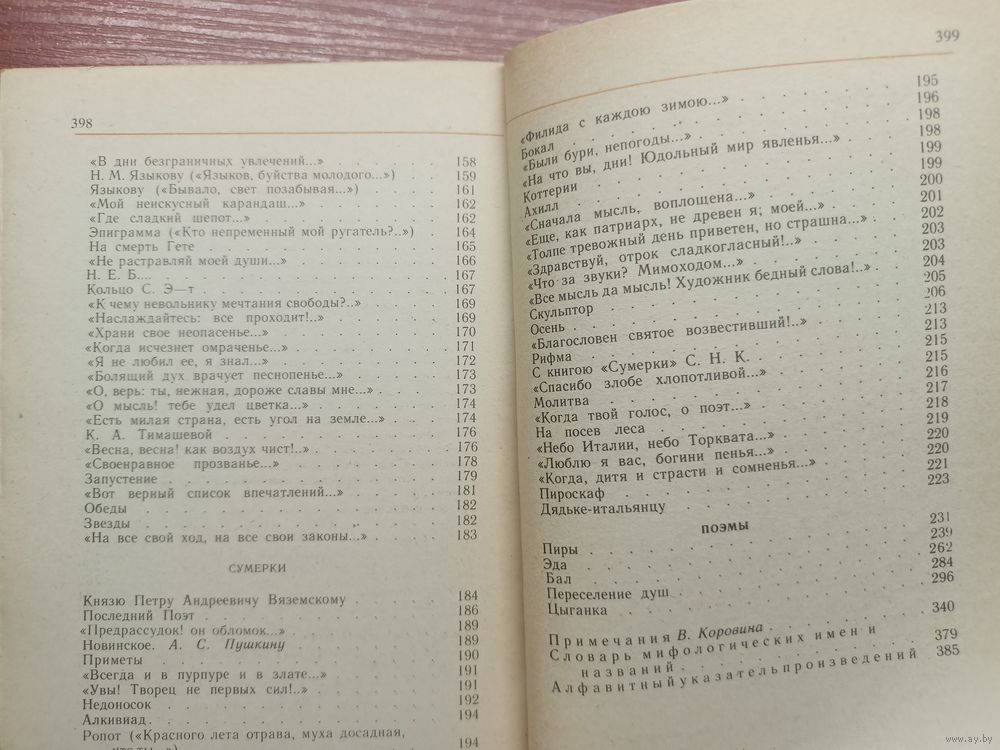 398
«В дни безграничных увлечений...» . . . . . 158
Н. М. Языкову («Языков, буйства молодого...») 159
Языкову («Бывало, свет позабывая...») . . . 161
«Мой неискусный карандаш...» . . . . . . 162
«Где сладкий шепот...» . . . . . . . . 162
Эпиграмма («Кто непременный мой ругатель?..») 164
На смерть Гете . . . . . . . . . . 165
«Не растравляй моей души...» . . . . . . 166
Н. Е. Б.... . . . . . . . . . . . 167
Кольцо С. Э—т . . . . . . . . . . 167
«К чему невольнику мечтания свободы?..» . . 169
«Наслаждайтесь: все проходит!..» . . . . . 169
«Храни свое неопасенье...» . . . . . . . 170
«Когда исчезнет омраченье...» . . . . . . 171
«Я не любил ее, я знал...» . . . . . . . 172
«Болящий дух врачует песнопенье...» . . . . 173
«О, верь: ты, нежная, дороже славы мне...» . . 173
«О мысль! тебе удел цветка...» . . . . . . 174
«Есть милая страна, есть угол на земле...» . . 174
К. А. Тимашевой . . . . . . . . . . 176
«Весна, весна! как воздух чист!..» . . . . . 176
«Своенравное прозванье...» . . . . . . . 178
Запустение . . . . . . . . . . . 179
«Вот верный список впечатлений...» . . . . 181
Обеды . . . . . . . . . . . . 182
Звезды . . . . . . . . . . . . 182
«На все свой ход, на все свои законы...» . . . 183
СУМЕРКИ
Князю Петру Андреевичу Вяземскому . . . . 184
Последний Поэт . . . . . . . . . . 186
«Предрассудок! он обломок...» . . . . . . 189
Новинское. А. С. Пушкину . . . . . . . 189
Приметы . . . . . . . . . . . . 190
«Всегда и в пурпуре и в злате...» . . . . . 191
«Увы! Творец не первых сил!..» . . . . . . 191
Недоносок . . . . . . . . . . . 192
Алкивиад. . . . . . . . . . . . 194
Ропот («Красного лета отрава, муха досадная,
что ты...») . . . . . . . . . . 194
399
«Филида с каждою зимою...» . . . . . . 195
Бокал . . . . . . . . . . . . 196
«Были бури, непогоды...» . . . . . . . 198
«На что вы, дни! Юдольный мир явленья...» . . 198
Коттерии . . . . . . . . . . . 199
Ахилл . . . . . . . . . . . . 199
«Сначала мысль, воплощена...» . . . . . . 200
«Еще, как патриарх, не древен я; моей...» . . 201
«Толпе тревожный день приветен, но страшна...» . 202
«Здравствуй, отрок сладкогласный!..» . . . . 203
«Что за звуки? Мимоходом...» . . . . . . 203
«Все мысль да мысль! Художник бедный слова!..» . 204
Скульптор . . . . . . . . . . . 205
Осень . . . . . . . . . . . . 206
«Благословен святое возвестивший!..» . . . . 213
Рифма . . . . . . . . . . . . 213
С книгою «Сумерки» С. Н. К. . . . . . . 215
«Спасибо злобе хлопотливой...» . . . . . . 215
Молитва . . . . . . . . . . . 216
«Когда твой голос, о поэт...» . . . . . . 217
На посев леса . . . . . . . . . . 218
«Небо Италии, небо Торквата...» . . . . . 219
«Люблю я вас, богини пенья...» . . . . . . 220
«Когда, дитя и страсти и сомненья...» . . . . 220
Пироскаф . . . . . . . . . . . 221
Дядьке-итальянцу . . . . . . . . . 223
ПОЭМЫ
Пиры . . . . . . . . . . . . 231
Эда . . . . . . . . . . . . 239
Бал . . . . . . . . . . . . 262
Переселение душ . . . . . . . . . . 284
Цыганка . . . . . . . . . . . 296
Примечания В. Коровина . . . . . . . 340
Словарь мифологических имен и
названий . . . . . . . . . . . 379
Алфавитный указатель произведений 385
www.ay.by